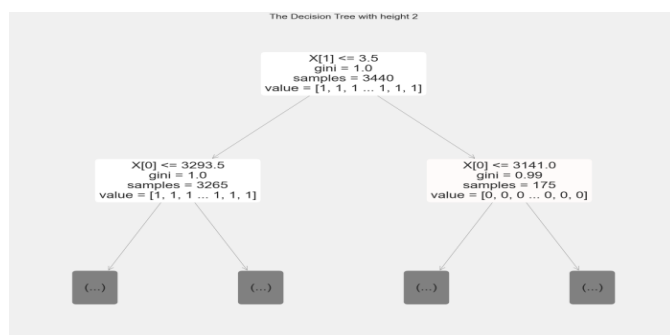 The Decision Tree with height 2
X[1] <= 3.5
gini = 1.0
samples = 3440
value = [1, 1, 1 ... 1, 1, 1]
X[0] <= 3293.5
gini = 1.0
samples = 3265
value = [1, 1, 1 ... 1, 1, 1]
X[0] <= 3141.0
gini = 0.99
samples = 175
value = [0, 0, 0 ... 0, 0, 0]
(...)
(...)
(...)
(...)